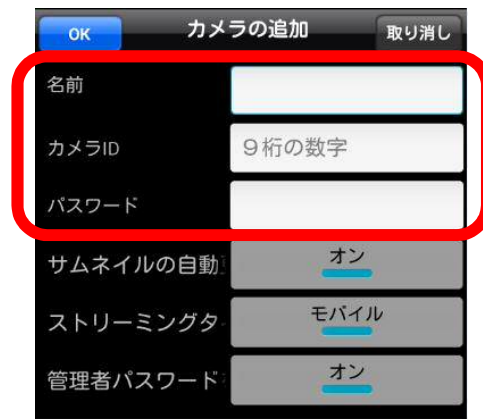 OK カメラの追加 取り消し
名前
カメラID 9桁の数字
パスワード
サムネイルの自動 オン
ストリーミングタ モバイル
管理者パスワード オン